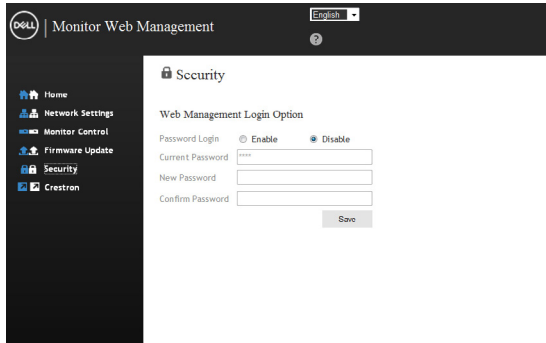 DELL | Monitor Web Management
English
?
Home
Network Settings
Monitor Control
Firmware Update
Security
Crestron
Security
Web Management Login Option
Password Login Enable Disable
Current Password ****
New Password
Confirm Password
Save